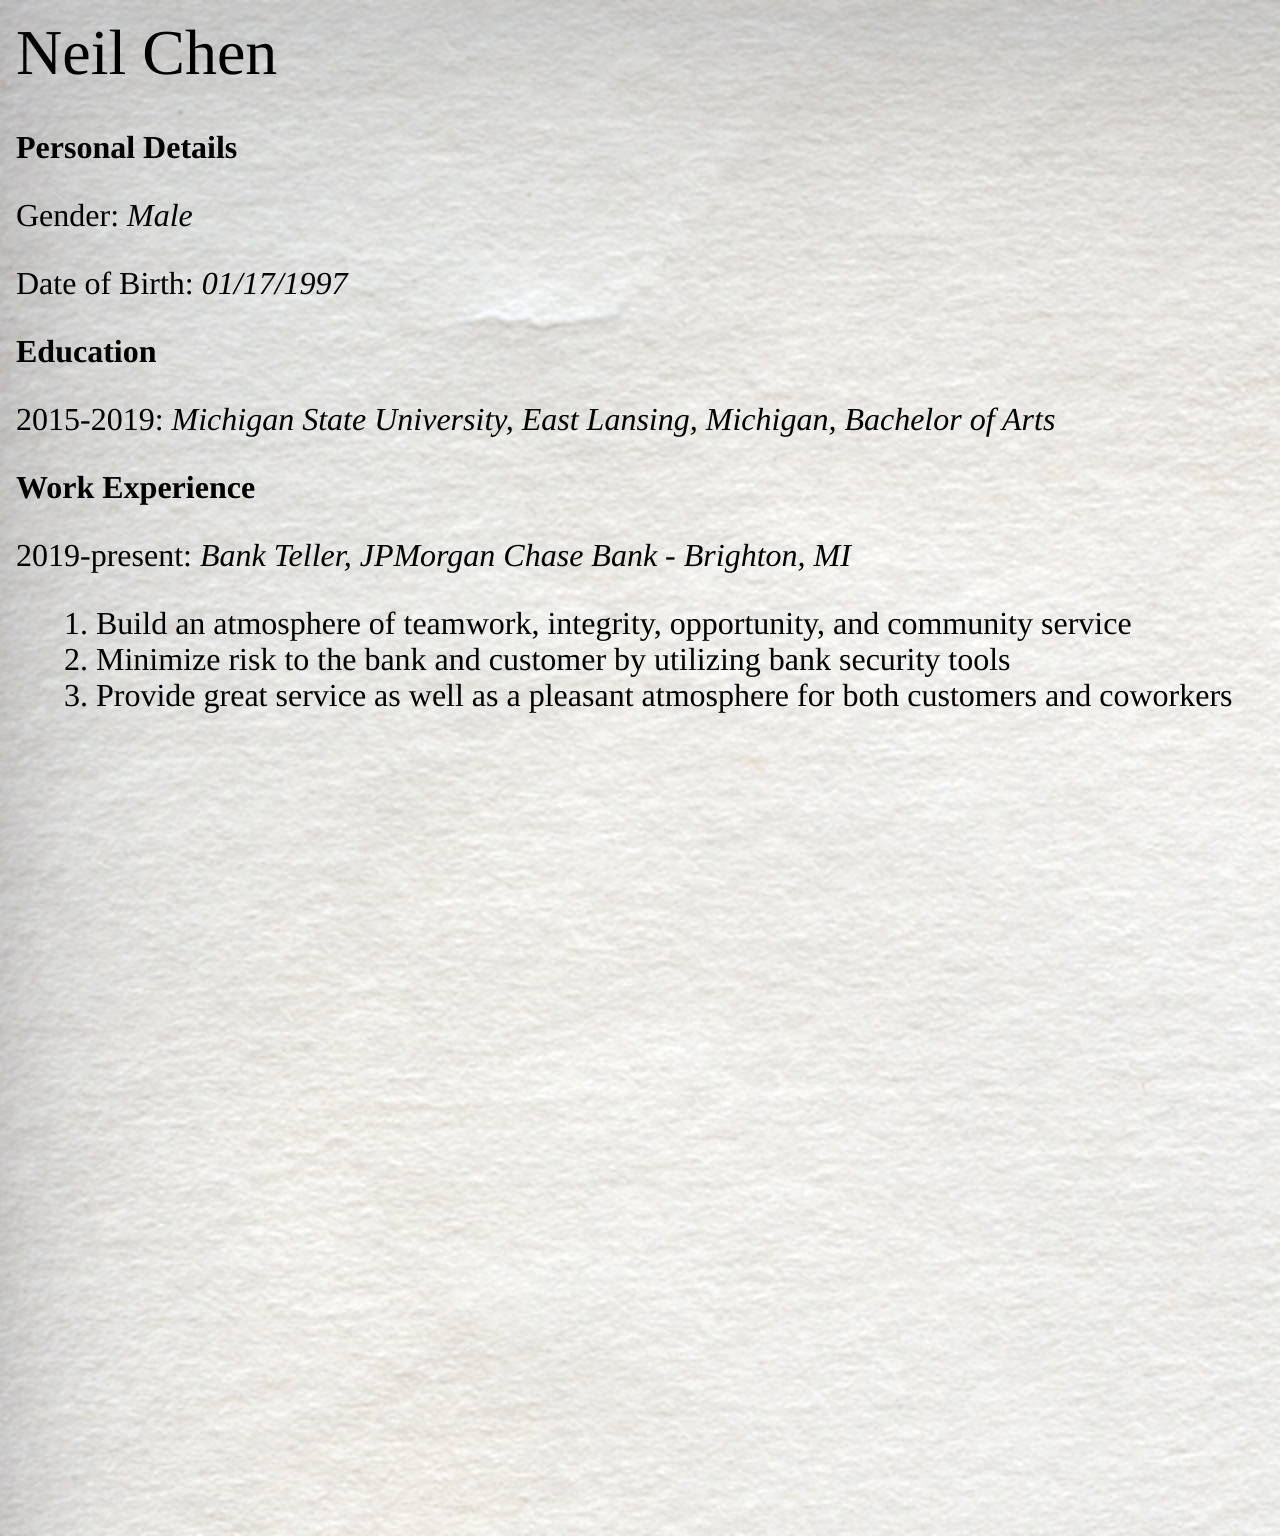 Neil Chen
Personal Details
Gender: Male
Date of Birth: 01/17/1997
Education
2015-2019: Michigan State University, East Lansing, Michigan, Bachelor of Arts
Work Experience
2019-present: Bank Teller, JPMorgan Chase Bank - Brighton, MI
1. Build an atmosphere of teamwork, integrity, opportunity, and community service
2. Minimize risk to the bank and customer by utilizing bank security tools
3. Provide great service as well as a pleasant atmosphere for both customers and coworkers